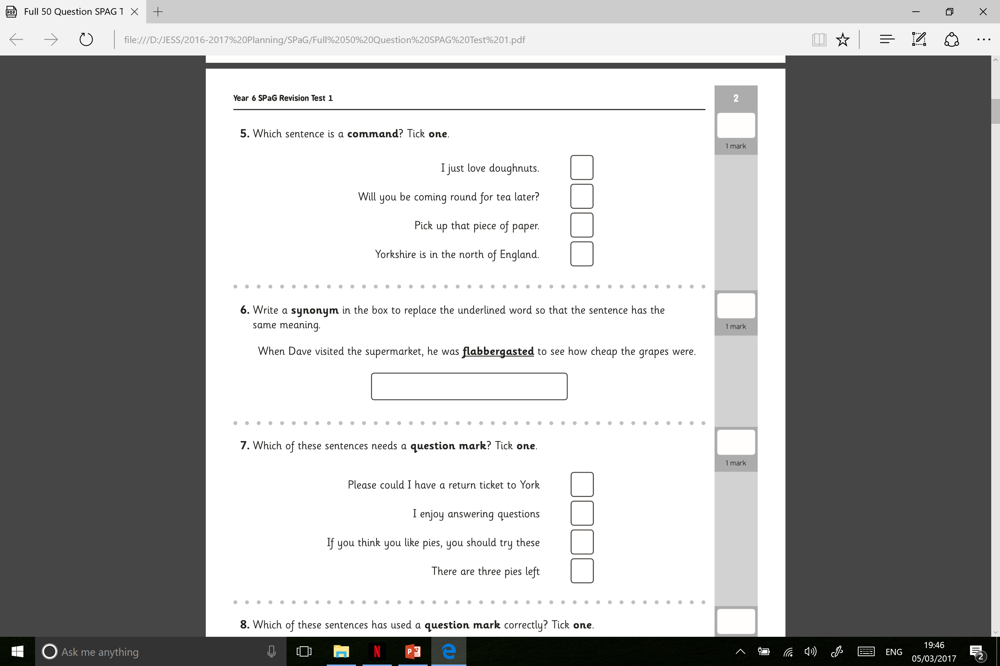 Full 50 Question SPAG T
file:///D:/JESS/2016-2017%20Planning/SPaG/Full%2050%20Question%20SPAG%20Test%201.pdf
Year 6 SPaG Revision Test 1
2
5. Which sentence is a command? Tick one.
1 mark
I just love doughnuts.
Will you be coming round for tea later?
Pick up that piece of paper.
Yorkshire is in the north of England.
6. Write a synonym in the box to replace the underlined word so that the sentence has the
same meaning.
1 mark
When Dave visited the supermarket, he was flabbergasted to see how cheap the grapes were.
7. Which of these sentences needs a question mark? Tick one.
1 mark
Please could I have a return ticket to York
I enjoy answering questions
If you think you like pies, you should try these
There are three pies left
8. Which of these sentences has used a question mark correctly? Tick one.
Ask me anything
ENG
19:46
05/03/2017
2